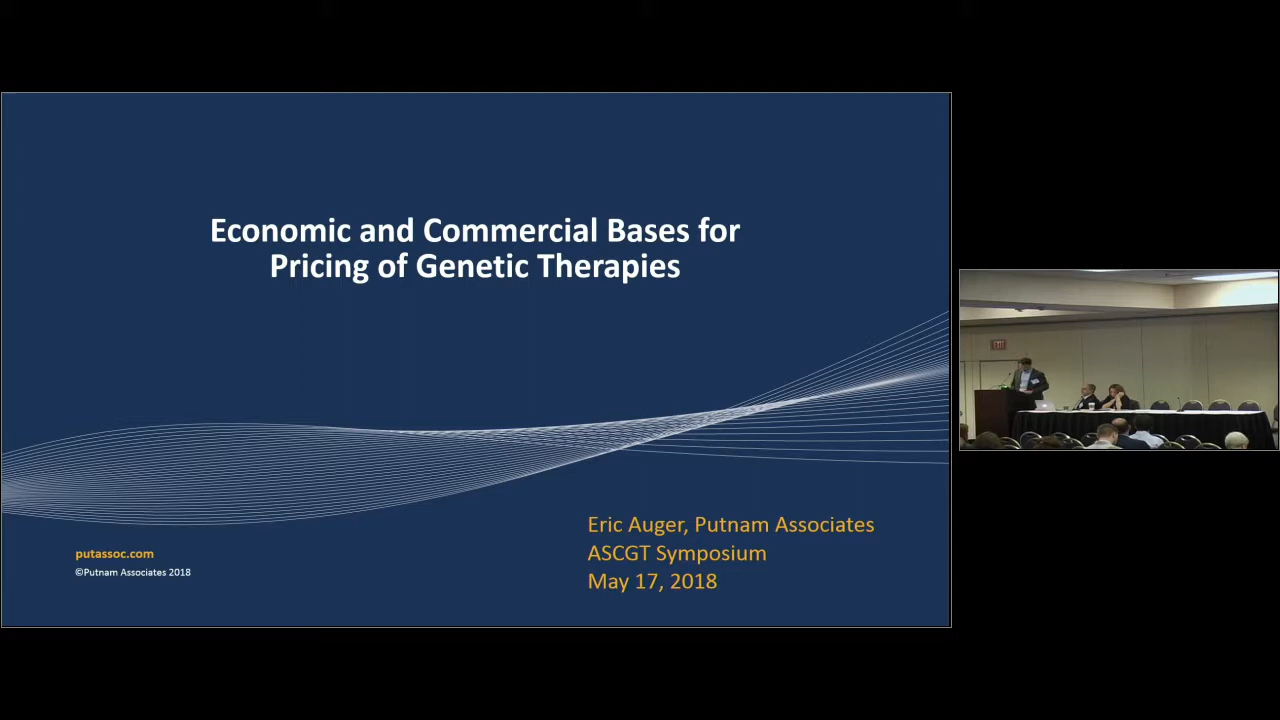 Economic and Commercial Bases for
Pricing of Genetic Therapies
Eric Auger, Putnam Associates
ASCGT Symposium
May 17, 2018
putassoc.com
©Putnam Associates 2018
EXIT